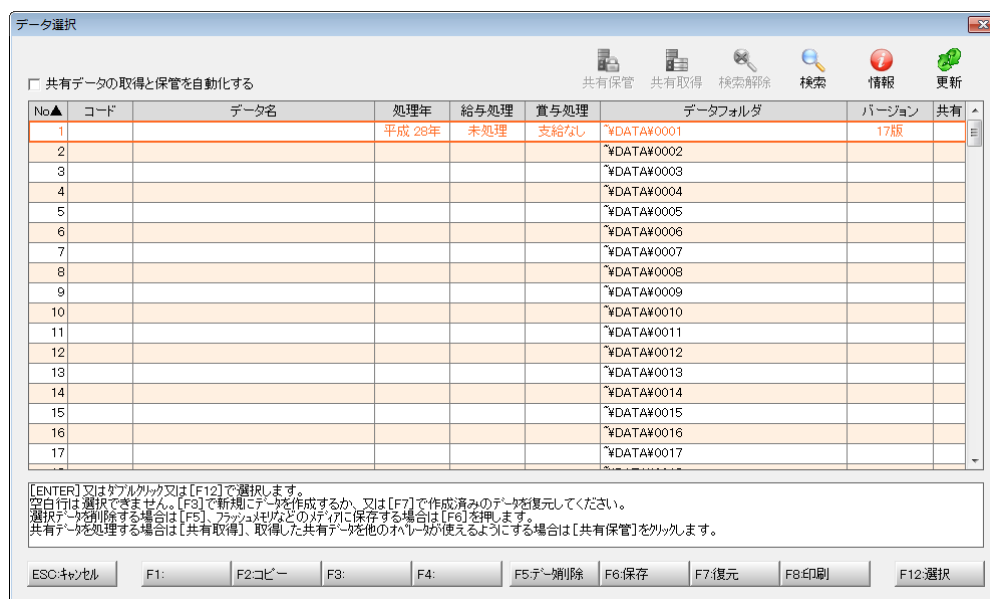 データ選択
共有データの取得と保管を自動化する
共有保管 共有取得 検索解除 検索 情報 更新
No▲ コード データ名 処理年 給与処理 賞与処理 データフォルダ バージョン 共有
1 平成 28年 未処理 支給なし ~¥DATA¥0001 17版
2 ~¥DATA¥0002
3 ~¥DATA¥0003
4 ~¥DATA¥0004
5 ~¥DATA¥0005
6 ~¥DATA¥0006
7 ~¥DATA¥0007
8 ~¥DATA¥0008
9 ~¥DATA¥0009
10 ~¥DATA¥0010
11 ~¥DATA¥0011
12 ~¥DATA¥0012
13 ~¥DATA¥0013
14 ~¥DATA¥0014
15 ~¥DATA¥0015
16 ~¥DATA¥0016
17 ~¥DATA¥0017
[ENTER]又はダブルクリック又は[F12]で選択します。
空白行は選択できません。[F3]で新規にデータを作成するか、又は[F7]で作成済みのデータを復元してください。
選択データを削除する場合は[F5]、フラッシュメモリなどのメディアに保存する場合は[F6]を押します。
共有データを処理する場合は[共有取得]、取得した共有データを他のオペレータが使えるようにする場合は[共有保管]をクリックします。
ESC:キャンセル F1: F2:コピー F3: F4: F5:データ削除 F6:保存 F7:復元 F8:印刷 F12:選択